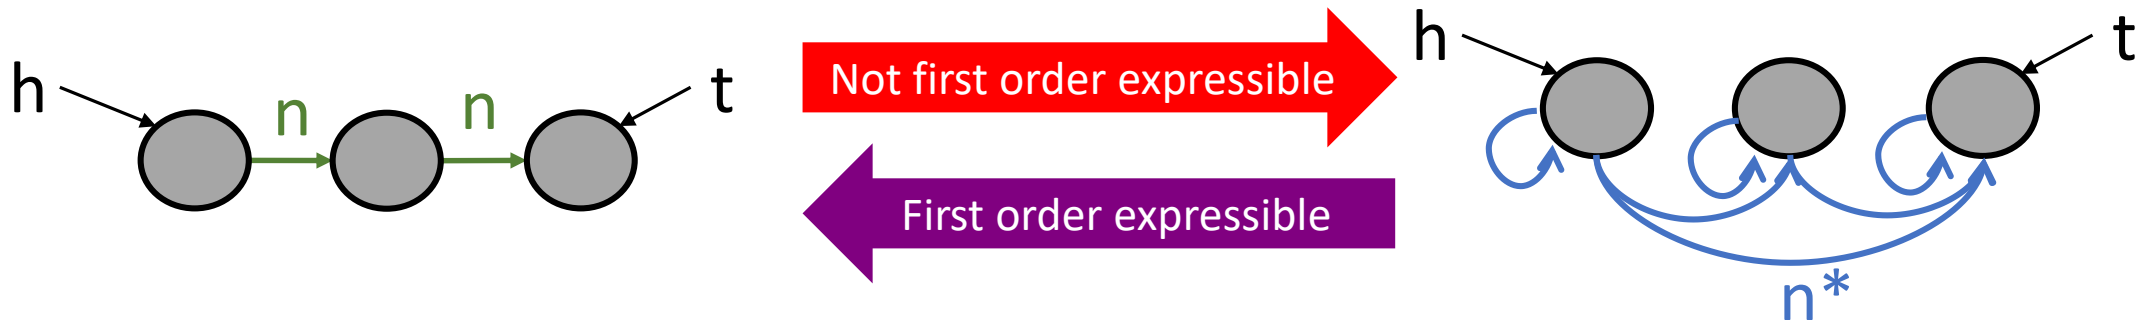 h
n
n
t
Not first order expressible
First order expressible
h
t
n*